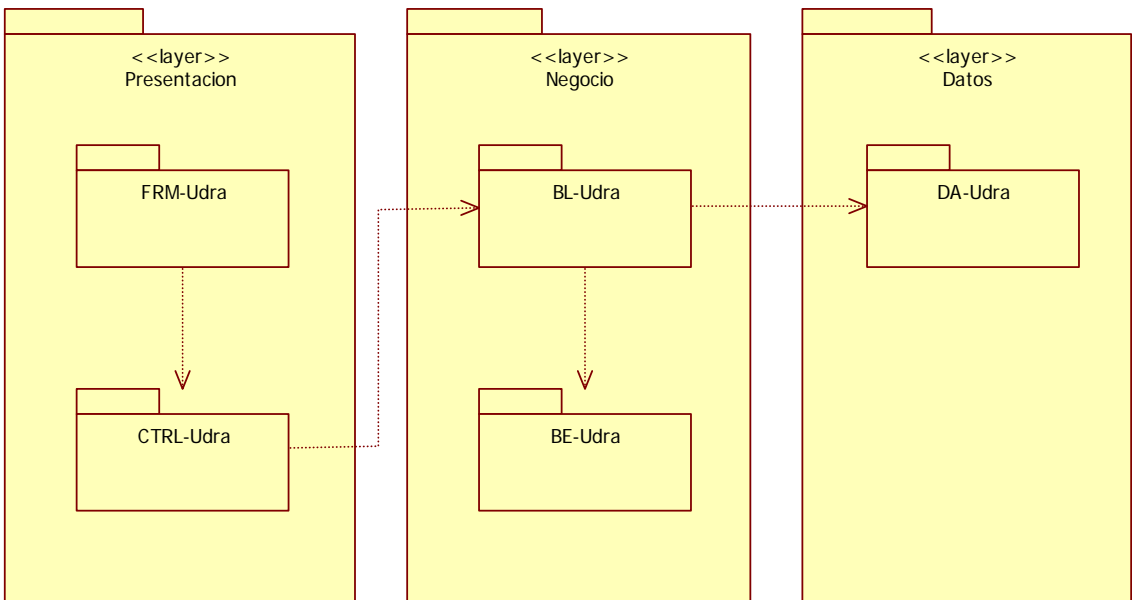 <<layer>>
Presentacion
FRM-Udra
CTRL-Udra
<<layer>>
Negocio
BL-Udra
BE-Udra
<<layer>>
Datos
DA-Udra